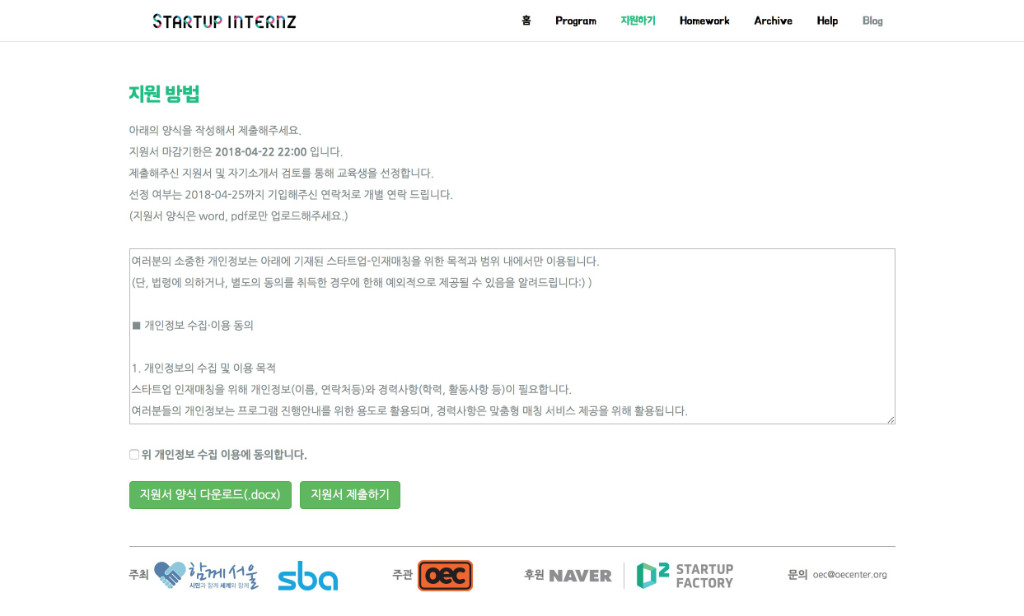 STARTUP INTERNZ
홈 Program 지원하기 Homework Archive Help Blog
지원 방법
아래의 양식을 작성해서 제출해주세요.
지원서 마감기한은 2018-04-22 22:00 입니다.
제출해주신 지원서 및 자기소개서 검토를 통해 교육생을 선정합니다.
선정 여부는 2018-04-25까지 기입해주신 연락처로 개별 연락 드립니다.
(지원서 양식은 word, pdf로만 업로드해주세요.)
여러분의 소중한 개인정보는 아래에 기재된 스타트업-인재매칭을 위한 목적과 범위 내에서만 이용됩니다.
(단, 법령에 의하거나, 별도의 동의를 취득한 경우에 한해 예외적으로 제공될 수 있음을 알려드립니다:) )
■ 개인정보 수집·이용 동의
1. 개인정보의 수집 및 이용 목적
스타트업 인재매칭을 위해 개인정보(이름, 연락처등)와 경력사항(학력, 활동사항 등)이 필요합니다.
여러분들의 개인정보는 프로그램 진행안내를 위한 용도로 활용되며, 경력사항은 맞춤형 매칭 서비스 제공을 위해 활용됩니다.
위 개인정보 수집 이용에 동의합니다.
지원서 양식 다운로드(.docx) 지원서 제출하기
주최 함께서울 시민과 함께 세계와 함께 sba 주관 oec 후원 NAVER D2 STARTUP FACTORY 문의 oec@oecenter.org